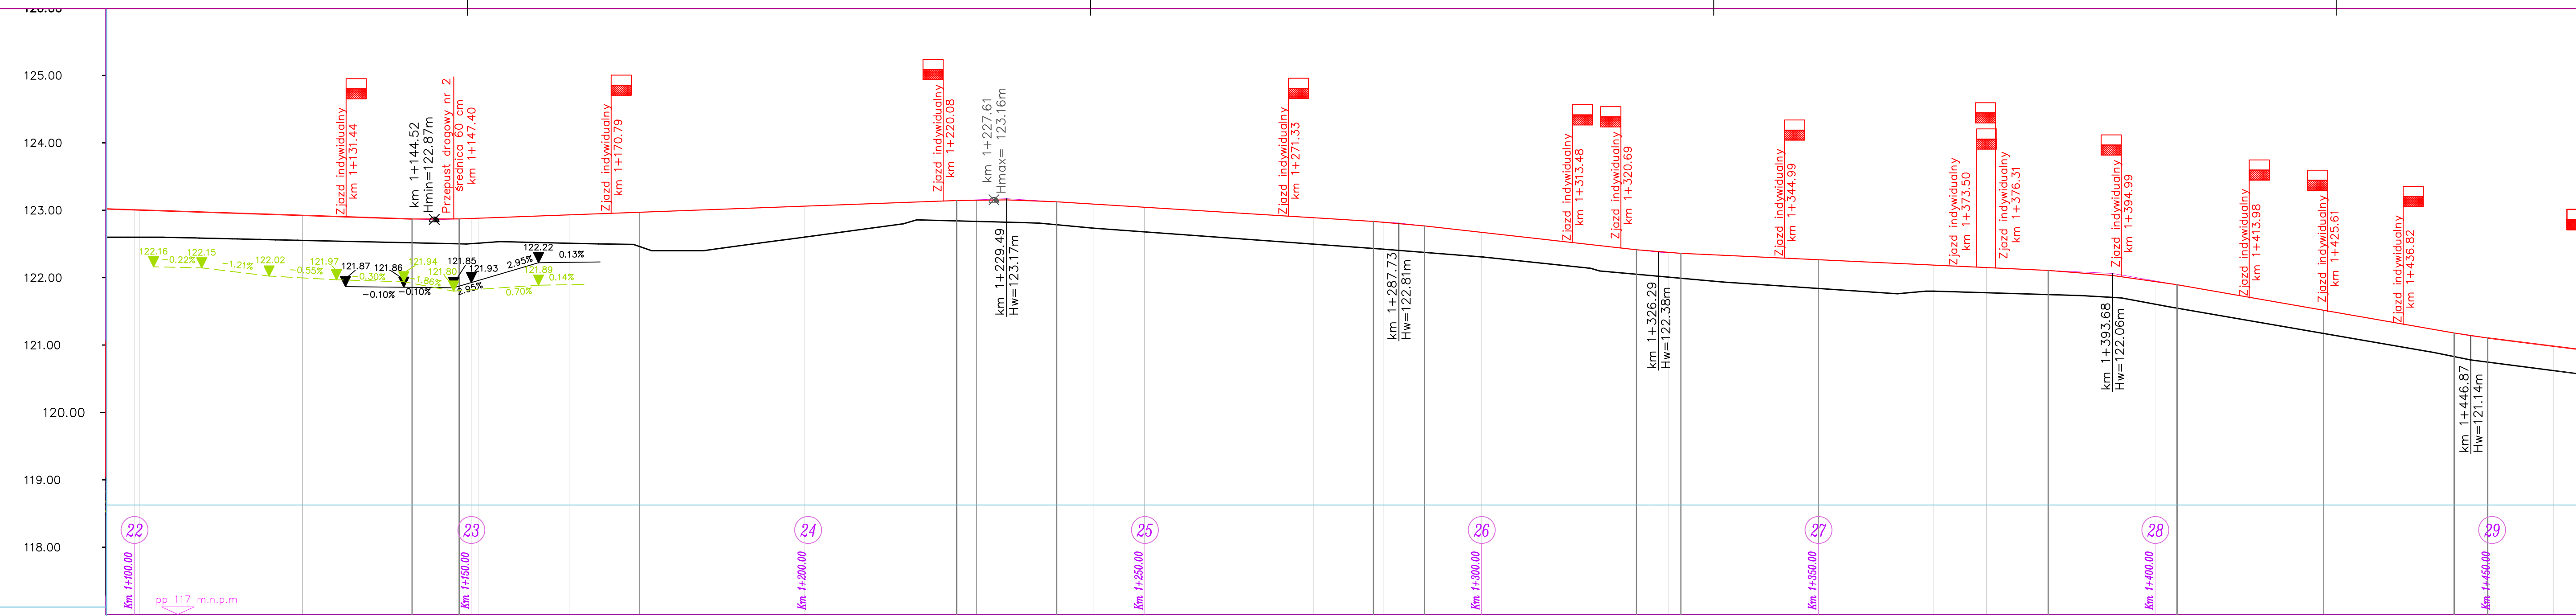 125.00
124.00
123.00
122.00
121.00
120.00
119.00
118.00
Zjazd indywidualny
km 1+131.44
km 1+144.52
Hmin=122.87m
Przepust drogowy nr 2
średnica 60 cm
km 1+147.40
Zjazd indywidualny
km 1+170.79
Zjazd indywidualny
km 1+220.08
km 1+227.61
Hmax= 123.16m
km 1+229.49
Hw=123.17m
Zjazd indywidualny
km 1+271.33
km 1+287.73
Hw=122.81m
Zjazd indywidualny
km 1+313.48
Zjazd indywidualny
km 1+320.69
km 1+326.29
Hw=122.38m
Zjazd indywidualny
km 1+344.99
Zjazd indywidualny
km 1+373.50
Zjazd indywidualny
km 1+376.31
km 1+393.68
Hw=122.06m
Zjazd indywidualny
km 1+394.99
Zjazd indywidualny
km 1+413.98
Zjazd indywidualny
km 1+425.61
Zjazd indywidualny
km 1+436.82
km 1+446.87
Hw=121.14m
122.16
-0.22%
122.15
-1.21%
122.02
-0.55%
121.97
121.87
-0.30%
-0.10%
121.86
121.94
-0.10%
-1.86%
121.80
121.85
121.93
2.95%
2.95%
122.22
0.13%
121.89
0.70%
0.14%
22
23
24
25
26
27
28
29
Km. 1+100.00
Km. 1+150.00
Km. 1+200.00
Km. 1+250.00
Km. 1+300.00
Km. 1+350.00
Km. 1+400.00
Km. 1+450.00
pp 117 m.n.p.m